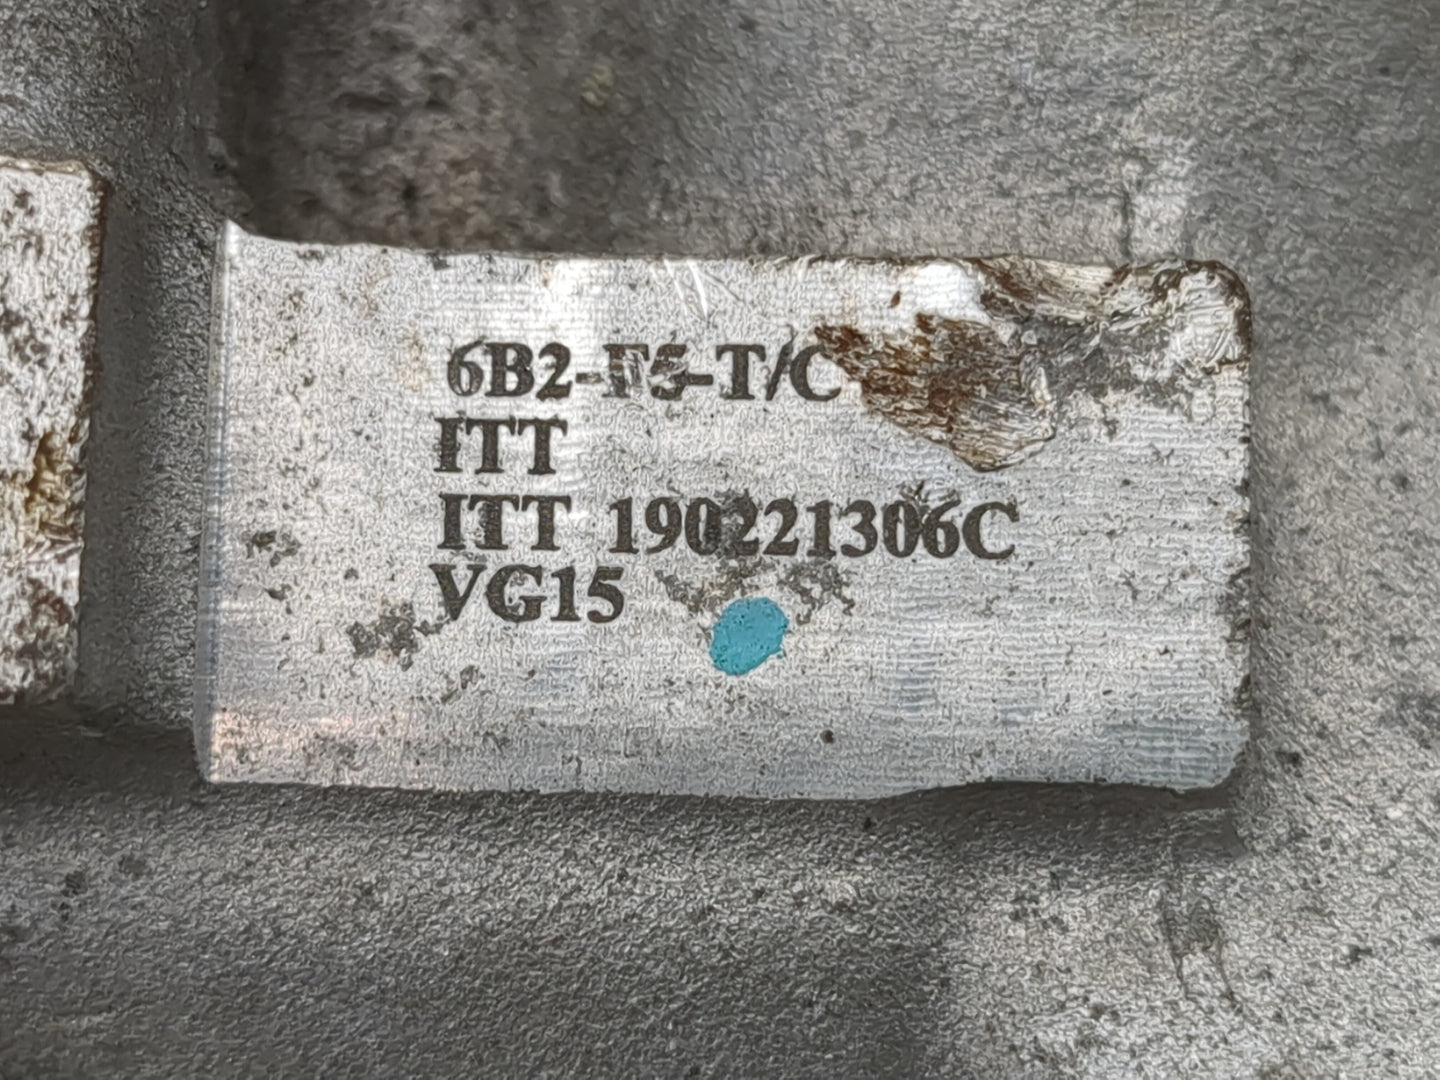 6B2-F5-T/C
ITT
ITT 190221306C
VG15